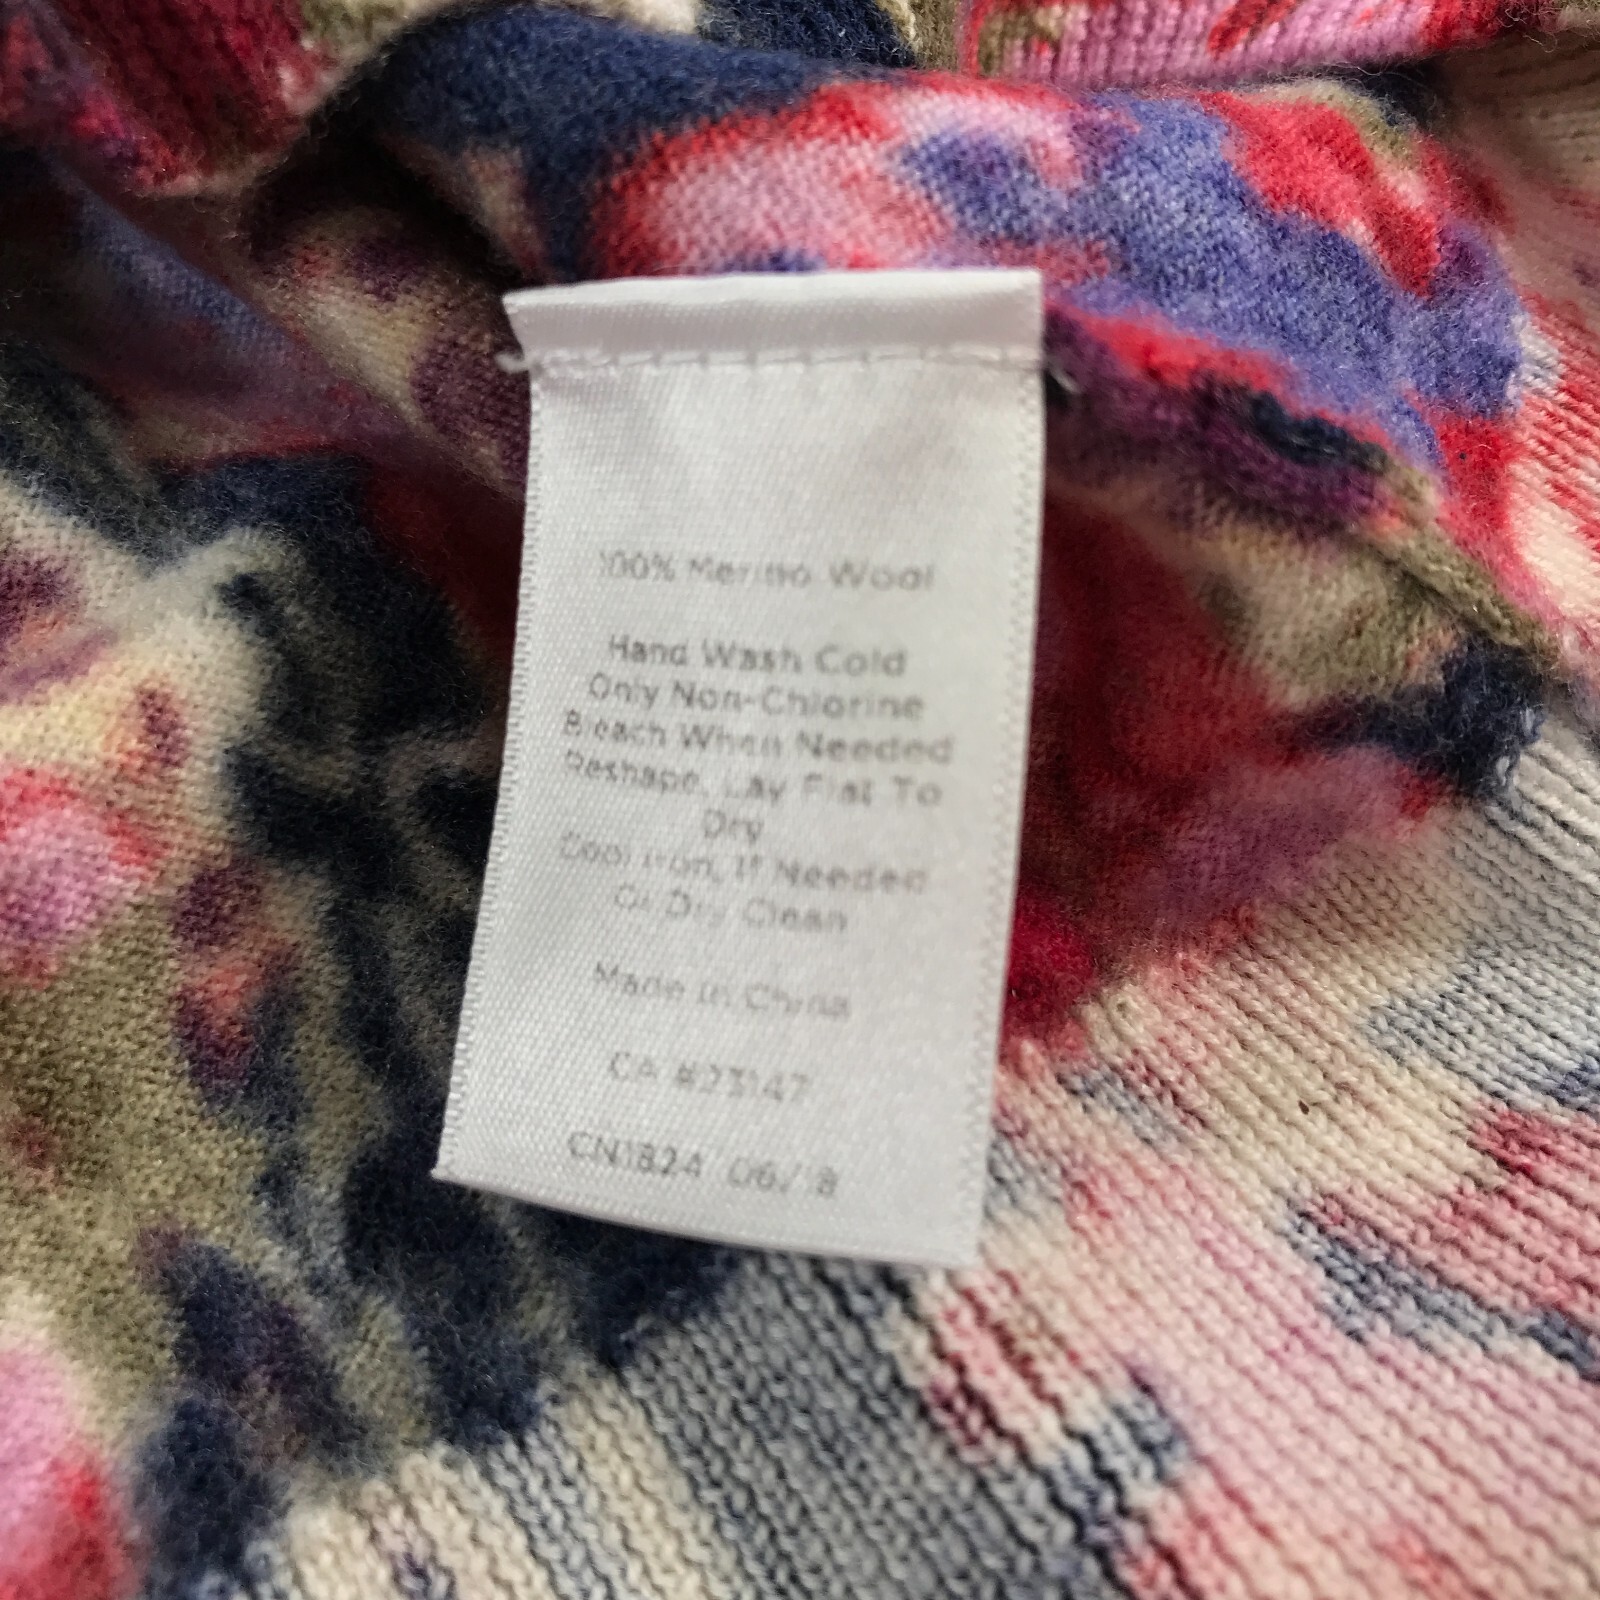 100% Merino Wool
Hand Wash Cold
Only Non-Chlorine
Bleach When Needed
Reshape, Lay Flat To
Dry
Cool Iron, If Needed
Or Dry Clean
Made In China
CA #23147
CN1824 06/18